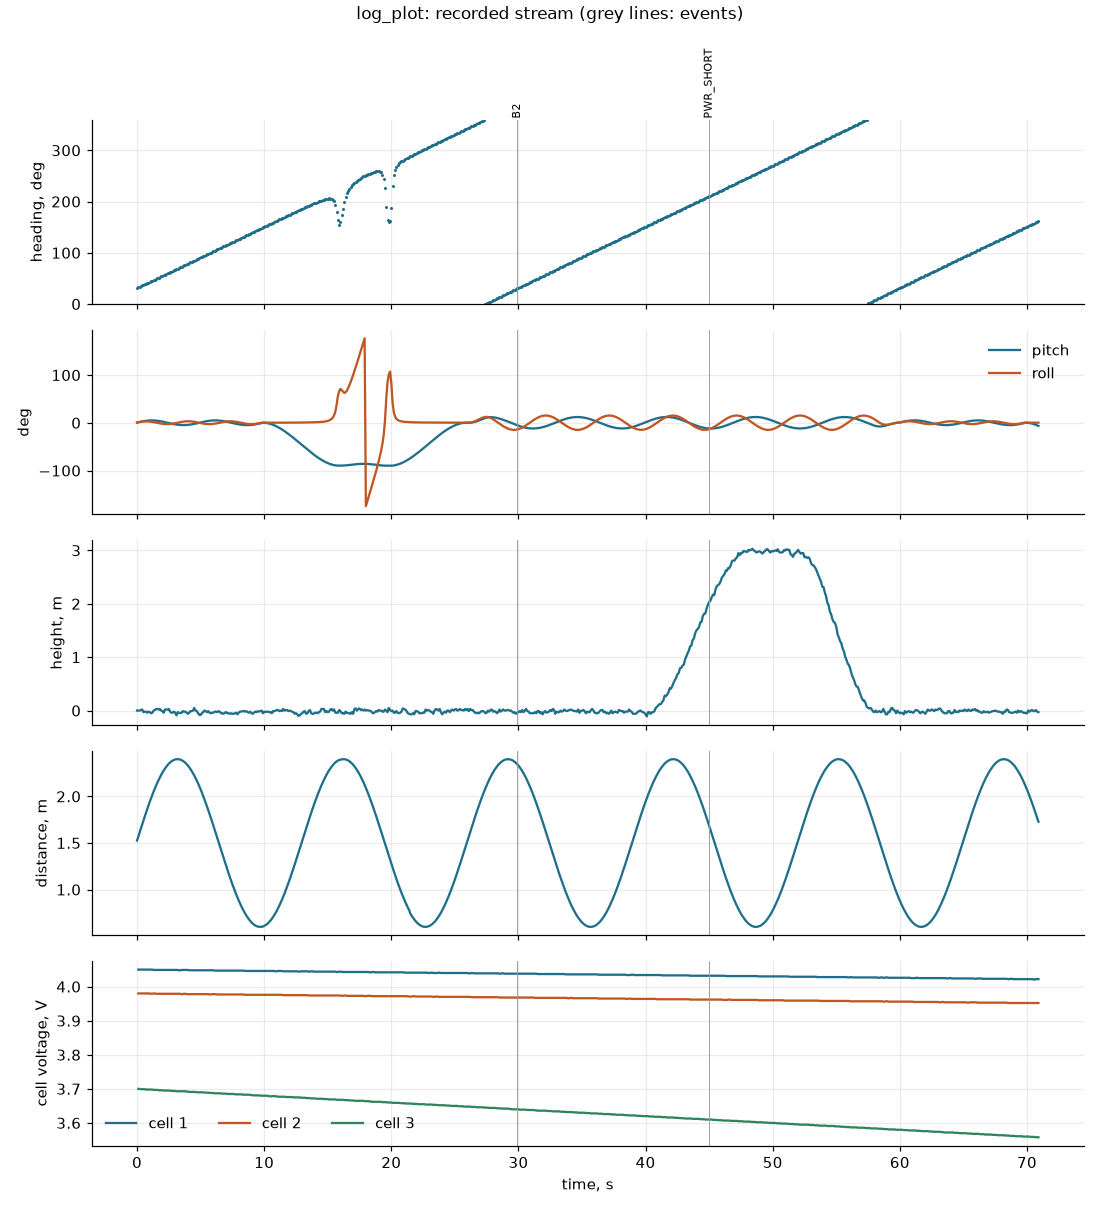 log_plot: recorded stream (grey lines: events)
B2
PWR_SHORT
heading, deg
300
200
100
0
deg
100
0
−100
pitch
roll
height, m
3
2
1
0
distance, m
2.0
1.5
1.0
cell voltage, V
4.0
3.9
3.8
3.7
3.6
cell 1 cell 2 cell 3
0 10 20 30 40 50 60 70
time, s